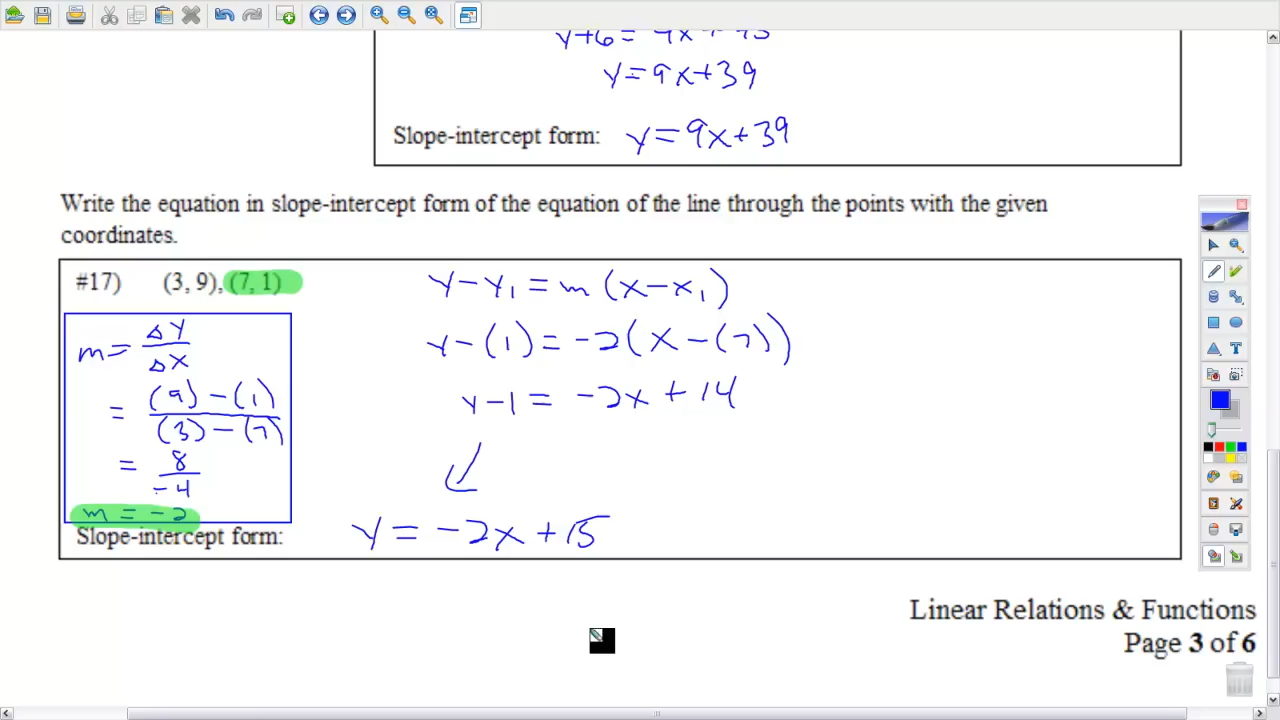 y+6 = 9x+45
y=9x+39
Slope-intercept form: y=9x+39
Write the equation in slope-intercept form of the equation of the line through the points with the given
coordinates.
#17) (3, 9), (7, 1)
m = ΔY/ΔX
= (9)-(1)/(3)-(7)
= 8/-4
m = -2
y-y₁ = m(x-x₁)
y-(1) = -2(x-(7))
y-1 = -2x+14
Slope-intercept form: y = -2x+15
Linear Relations & Functions
Page 3 of 6
T